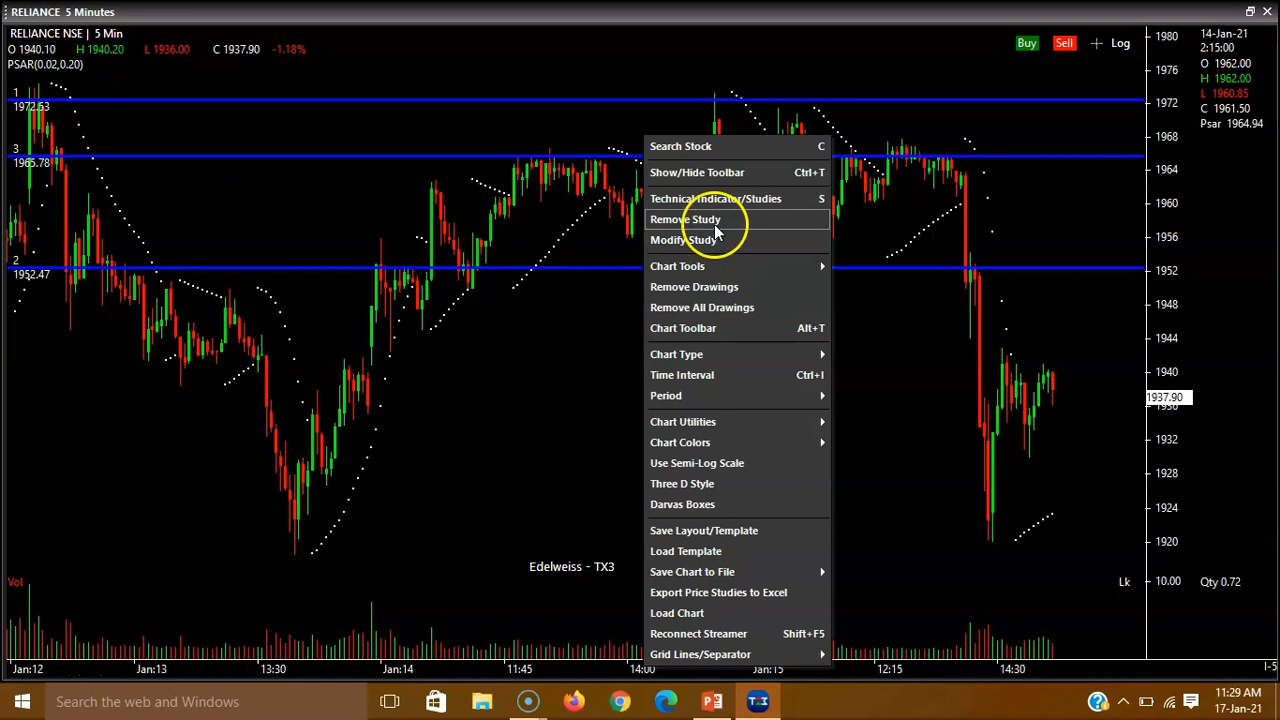 RELIANCE 5 Minutes
RELIANCE NSE | 5 Min
O 1940.10 H 1940.20 L 1936.00 C 1937.90 -1.18%
PSAR(0.02,0.20)
Buy Sell Log
1
1972.53
3
1965.78
2
1952.47
Search Stock C
Show/Hide Toolbar Ctrl+T
Technical Indicator/Studies S
Remove Study
Modify Study
Chart Tools
Remove Drawings
Remove All Drawings
Chart Toolbar Alt+T
Chart Type
Time Interval Ctrl+I
Period
Chart Utilities
Chart Colors
Use Semi-Log Scale
Three D Style
Darvas Boxes
Save Layout/Template
Load Template
Save Chart to File
Export Price Studies to Excel
Load Chart
Reconnect Streamer Shift+F5
Grid Lines/Separator
Edelweiss - TX3
1980
1976
1972
1968
1964
1960
1956
1952
1948
1944
1940
1937.90
1932
1928
1924
1920
14-Jan-21
2:15:00
O 1962.00
H 1962.00
L 1960.85
C 1961.50
Psar 1964.94
Vol
Lk 10.00 Qty 0.72
Jan:12 Jan:13 13:30 Jan:14 11:45 14:00 Jan:15 12:15 14:30 I-5
Search the web and Windows
TX3
11:29 AM
17-Jan-21